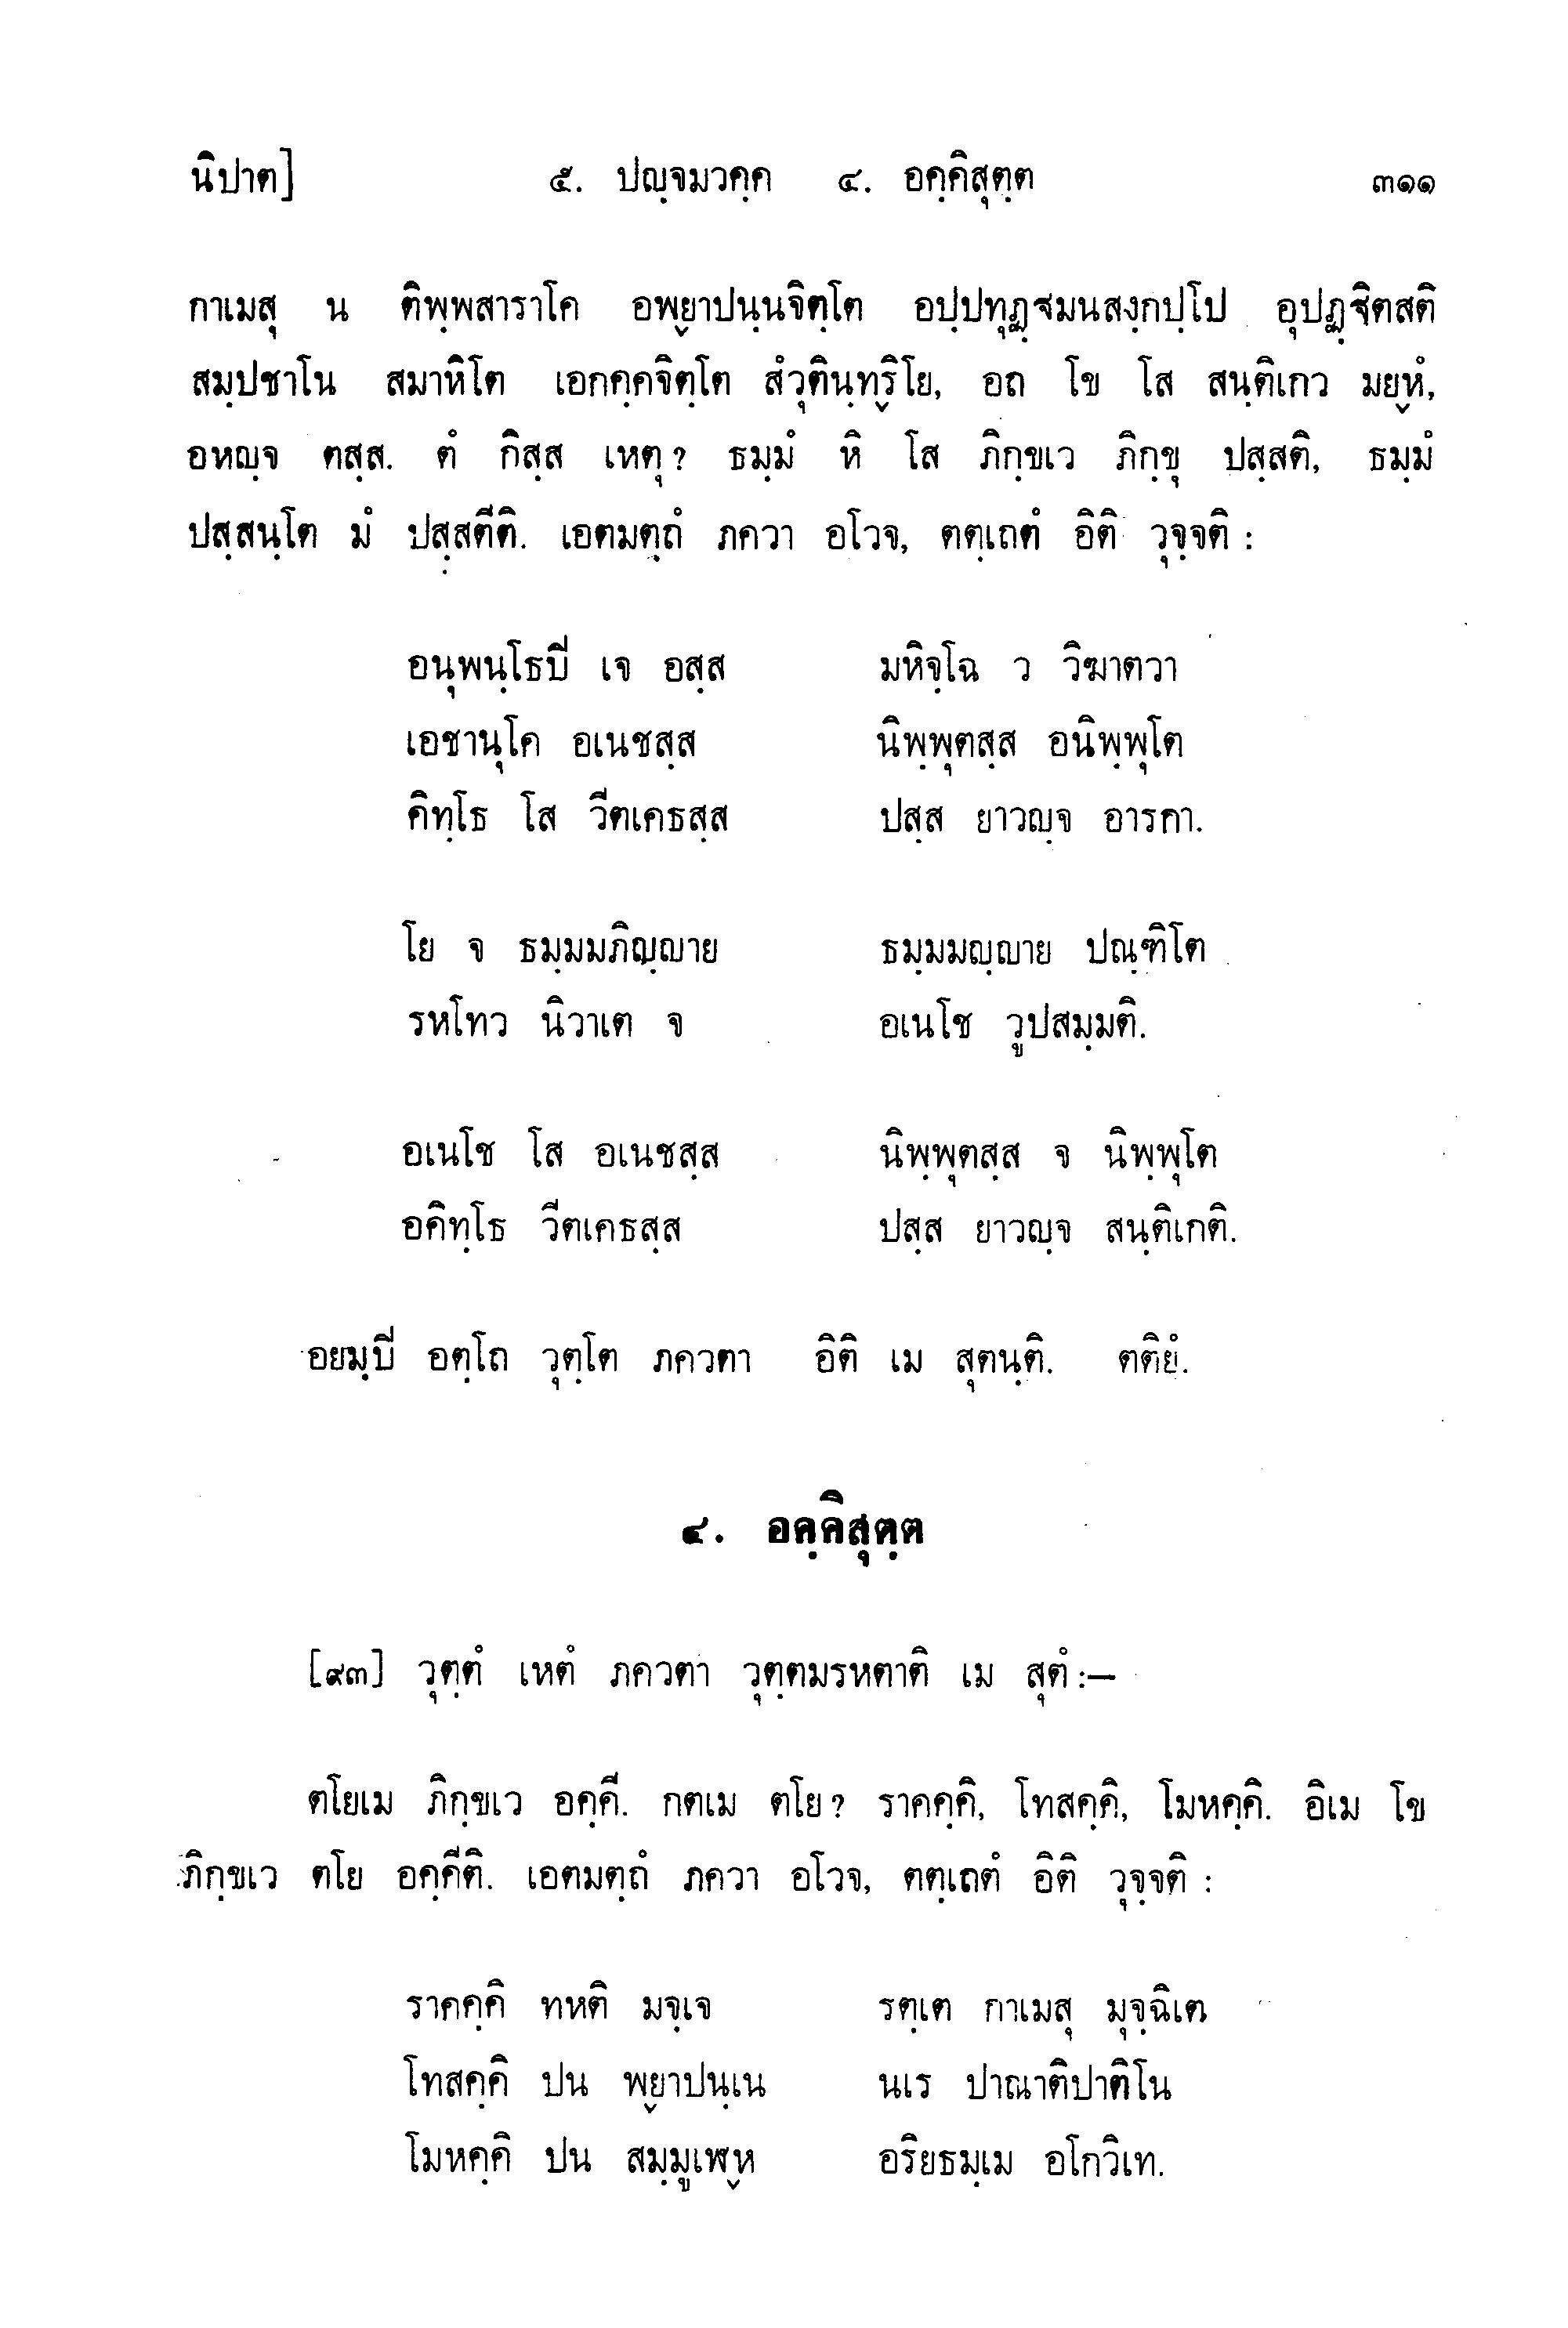 นิปาต] ๕. ปญฺจมวคฺค ๔. อคฺคิสุตฺต ๓๑๑
กาเมสุ น ติพฺพสาราโค อพฺยาปนฺนจิตฺโต อปฺปทุฏฺฐมนสงฺกปฺโป อุปฏฺฐิตสติ
สมฺปชาโน สมาหิโต เอกคฺคจิตฺโต สํวุตินฺทฺริโย, อถ โข โส สนฺติเกว มยฺหํ,
อหญฺจ ตสฺส. ตํ กิสฺส เหตุ? ธมฺมํ หิ โส ภิกฺขเว ภิกฺขุ ปสฺสติ, ธมฺมํ
ปสฺสนฺโต มํ ปสฺสตีติ. เอตมตฺถํ ภควา อโวจ, ตตฺเถตํ อิติ วุจฺจติ :
อนุพนฺโธปี เจ อสฺส มหิจฺโฉ ว วิฆาตวา
เอชานุโค อเนชสฺส นิพฺพุตสฺส อนิพฺพุโต
คิทฺโธ โส วีตเคธสฺส ปสฺส ยาวญฺจ อารกา.
โย จ ธมฺมมภิญฺญาย ธมฺมมญฺญาย ปณฺฑิโต
รหโทว นิวาเต จ อเนโช วูปสมฺมติ.
อเนโช โส อเนชสฺส นิพฺพุตสฺส จ นิพฺพุโต
อคิทฺโธ วีตเคธสฺส ปสฺส ยาวญฺจ สนฺติเกติ.
อยมฺปี อตฺโถ วุตฺโต ภควตา อิติ เม สุตนฺติ. ตติยํ.
๔. อคฺคิสุตฺต
[๙๓] วุตฺตํ เหตํ ภควตา วุตฺตมรหตาติ เม สุตํ :—
ตโยเม ภิกฺขเว อคฺคี. กตเม ตโย? ราคคฺคิ, โทสคฺคิ, โมหคฺคิ. อิเม โข
ภิกฺขเว ตโย อคฺคีติ. เอตมตฺถํ ภควา อโวจ, ตตฺเถตํ อิติ วุจฺจติ :
ราคคฺคิ ทหติ มจฺเจ รตฺเต กาเมสุ มุจฺฉิเต
โทสคฺคิ ปน พฺยาปนฺเน นเร ปาณาติปาติโน
โมหคฺคิ ปน สมฺมูเฬฺห อริยธมฺเม อโกวิเท.